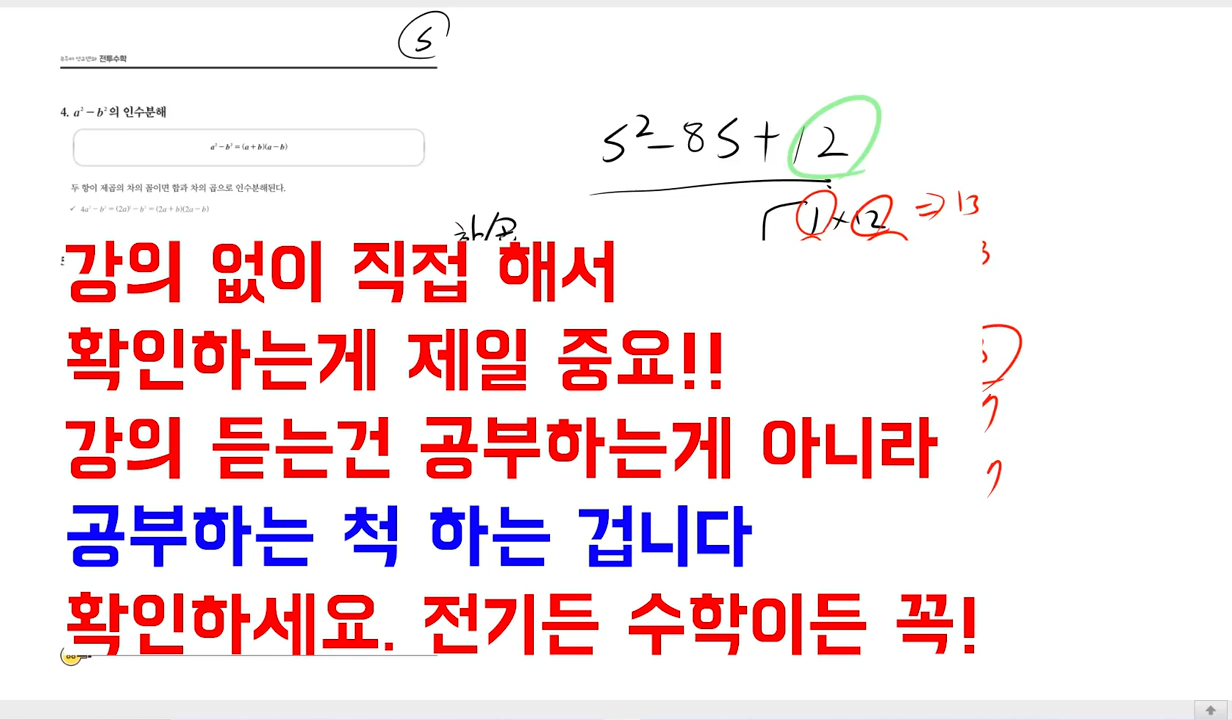 5
전투수학
4. a² − b²의 인수분해
a² − b² = (a + b)(a − b)
두 항이 제곱의 차의 꼴이면 합과 차의 곱으로 인수분해된다.
✓ 4a² − b² = (2a)² − b² = (2a + b)(2a − b)
S² − 8S + 12
1 × 12 ⇒ 13
강의 없이 직접 해서
확인하는게 제일 중요!!
강의 듣는건 공부하는게 아니라
공부하는 척 하는 겁니다
확인하세요. 전기든 수학이든 꼭!